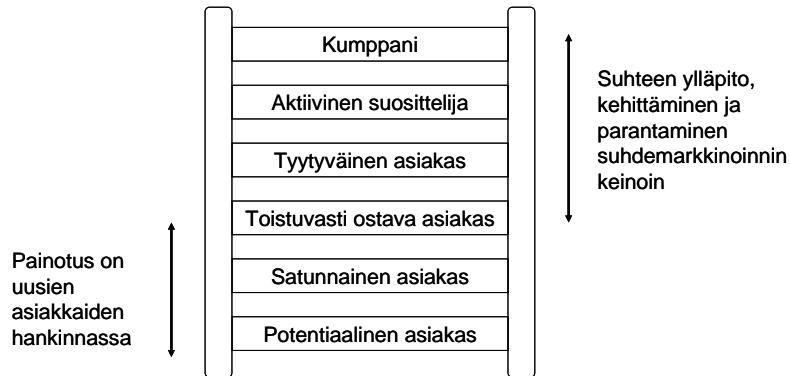 Kumppani
Aktiivinen suosittelija
Tyytyväinen asiakas
Toistuvasti ostava asiakas
Satunnainen asiakas
Potentiaalinen asiakas
Suhteen ylläpito,
kehittäminen ja
parantaminen
suhdemarkkinoinnin
keinoin
Painotus on
uusien
asiakkaiden
hankinnassa